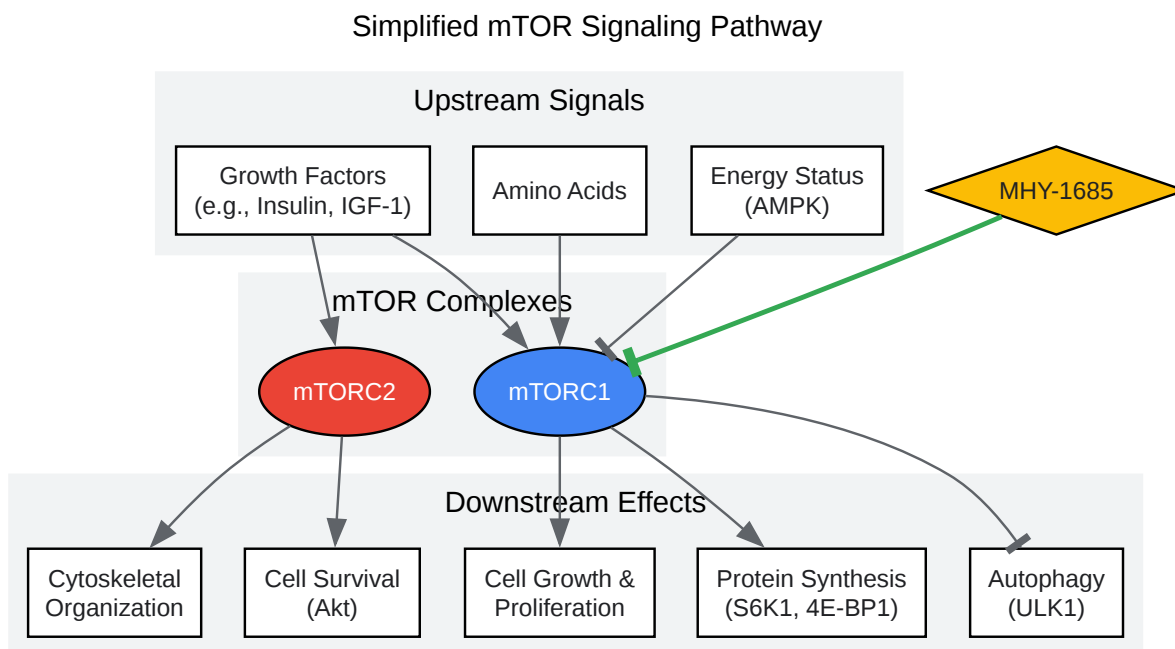 Simplified mTOR Signaling Pathway
Upstream Signals
Growth Factors
(e.g., Insulin, IGF-1)
Amino Acids
Energy Status
(AMPK)
MHY-1685
mTOR Complexes
mTORC2
mTORC1
Downstream Effects
Cytoskeletal
Organization
Cell Survival
(Akt)
Cell Growth &
Proliferation
Protein Synthesis
(S6K1, 4E-BP1)
Autophagy
(ULK1)